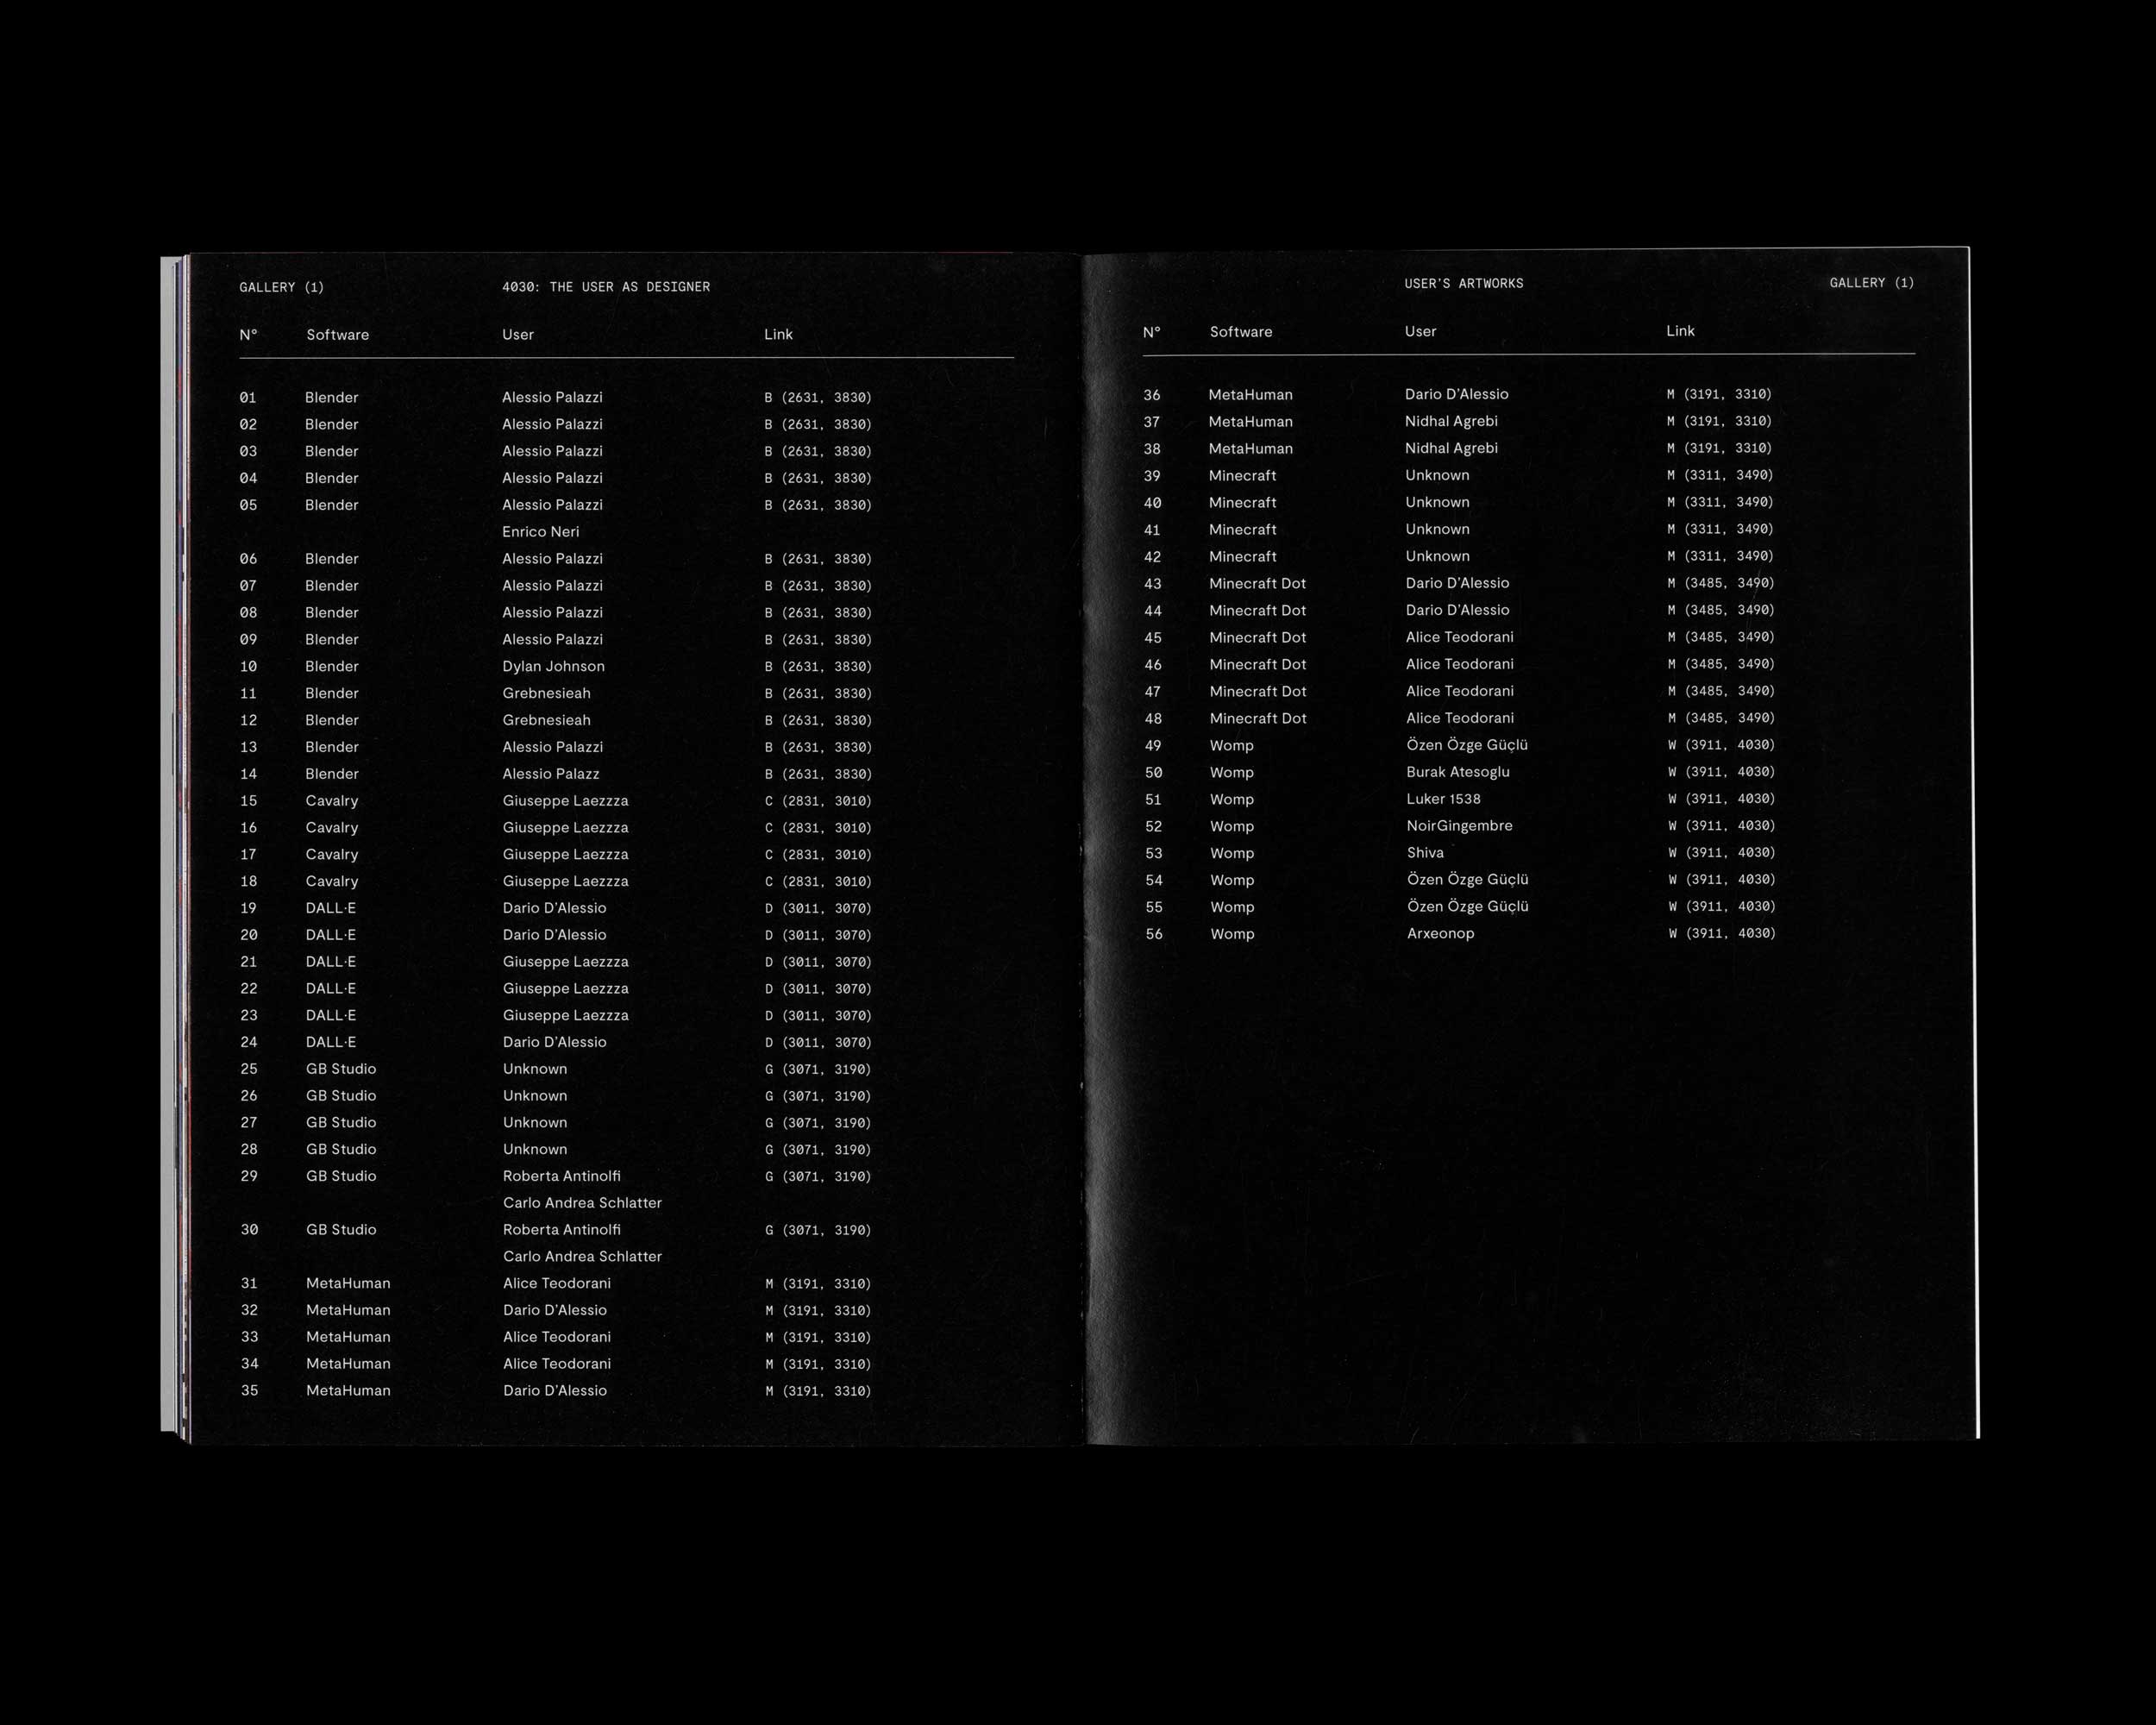 GALLERY (1) 4030: THE USER AS DESIGNER
N° Software User Link
01 Blender Alessio Palazzi B (2631, 3830)
02 Blender Alessio Palazzi B (2631, 3830)
03 Blender Alessio Palazzi B (2631, 3830)
04 Blender Alessio Palazzi B (2631, 3830)
05 Blender Alessio Palazzi B (2631, 3830)
Enrico Neri
06 Blender Alessio Palazzi B (2631, 3830)
07 Blender Alessio Palazzi B (2631, 3830)
08 Blender Alessio Palazzi B (2631, 3830)
09 Blender Alessio Palazzi B (2631, 3830)
10 Blender Dylan Johnson B (2631, 3830)
11 Blender Grebnesieah B (2631, 3830)
12 Blender Grebnesieah B (2631, 3830)
13 Blender Alessio Palazzi B (2631, 3830)
14 Blender Alessio Palazz B (2631, 3830)
15 Cavalry Giuseppe Laezzza C (2831, 3010)
16 Cavalry Giuseppe Laezzza C (2831, 3010)
17 Cavalry Giuseppe Laezzza C (2831, 3010)
18 Cavalry Giuseppe Laezzza C (2831, 3010)
19 DALL·E Dario D'Alessio D (3011, 3070)
20 DALL·E Dario D'Alessio D (3011, 3070)
21 DALL·E Giuseppe Laezzza D (3011, 3070)
22 DALL·E Giuseppe Laezzza D (3011, 3070)
23 DALL·E Giuseppe Laezzza D (3011, 3070)
24 DALL·E Dario D'Alessio D (3011, 3070)
25 GB Studio Unknown G (3071, 3190)
26 GB Studio Unknown G (3071, 3190)
27 GB Studio Unknown G (3071, 3190)
28 GB Studio Unknown G (3071, 3190)
29 GB Studio Roberta Antinolfi G (3071, 3190)
Carlo Andrea Schlatter
30 GB Studio Roberta Antinolfi G (3071, 3190)
Carlo Andrea Schlatter
31 MetaHuman Alice Teodorani M (3191, 3310)
32 MetaHuman Dario D'Alessio M (3191, 3310)
33 MetaHuman Alice Teodorani M (3191, 3310)
34 MetaHuman Alice Teodorani M (3191, 3310)
35 MetaHuman Dario D'Alessio M (3191, 3310)
USER'S ARTWORKS GALLERY (1)
N° Software User Link
36 MetaHuman Dario D'Alessio M (3191, 3310)
37 MetaHuman Nidhal Agrebi M (3191, 3310)
38 MetaHuman Nidhal Agrebi M (3191, 3310)
39 Minecraft Unknown M (3311, 3490)
40 Minecraft Unknown M (3311, 3490)
41 Minecraft Unknown M (3311, 3490)
42 Minecraft Unknown M (3311, 3490)
43 Minecraft Dot Dario D'Alessio M (3485, 3490)
44 Minecraft Dot Dario D'Alessio M (3485, 3490)
45 Minecraft Dot Alice Teodorani M (3485, 3490)
46 Minecraft Dot Alice Teodorani M (3485, 3490)
47 Minecraft Dot Alice Teodorani M (3485, 3490)
48 Minecraft Dot Alice Teodorani M (3485, 3490)
49 Womp Özen Özge Güçlü W (3911, 4030)
50 Womp Burak Atesoglu W (3911, 4030)
51 Womp Luker 1538 W (3911, 4030)
52 Womp NoirGingembre W (3911, 4030)
53 Womp Shiva W (3911, 4030)
54 Womp Özen Özge Güçlü W (3911, 4030)
55 Womp Özen Özge Güçlü W (3911, 4030)
56 Womp Arxeonop W (3911, 4030)